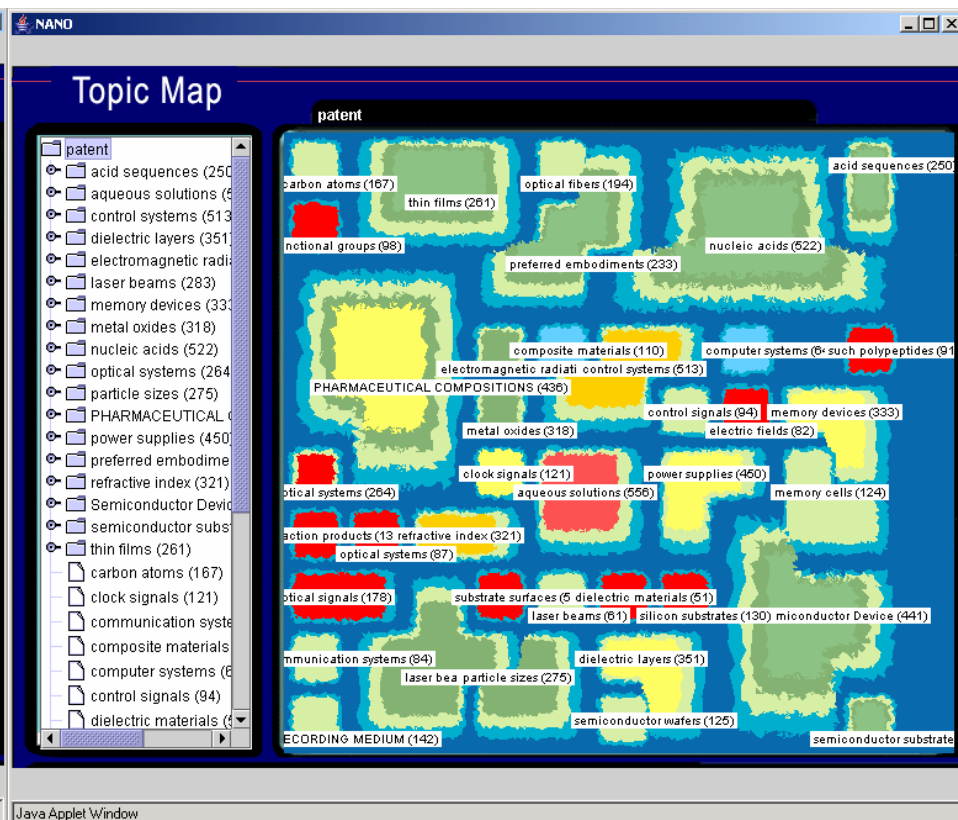 NANO
Topic Map
patent
patent
acid sequences (250
aqueous solutions (5
control systems (513
dielectric layers (351)
electromagnetic radia
laser beams (283)
memory devices (333
metal oxides (318)
nucleic acids (522)
optical systems (264
particle sizes (275)
PHARMACEUTICAL C
power supplies (450)
preferred embodime
refractive index (321)
Semiconductor Devic
semiconductor subst
thin films (261)
carbon atoms (167)
clock signals (121)
communication syste
composite materials
computer systems (6
control signals (94)
dielectric materials (5
acid sequences (250)
carbon atoms (167)
optical fibers (194)
thin films (261)
nctional groups (98)
nucleic acids (522)
preferred embodiments (233)
composite materials (110)
computer systems (6
such polypeptides (91
electromagnetic radiati
control systems (513)
PHARMACEUTICAL COMPOSITIONS (436)
control signals (94)
memory devices (333)
metal oxides (318)
electric fields (82)
clock signals (121)
power supplies (450)
ptical systems (264)
aqueous solutions (556)
memory cells (124)
action products (13
refractive index (321)
optical systems (87)
ptical signals (178)
substrate surfaces (5
dielectric materials (51)
laser beams (61)
silicon substrates (130)
miconductor Device (441)
mmunication systems (84)
dielectric layers (351)
laser bea
particle sizes (275)
semiconductor wafers (125)
ECORDING MEDIUM (142)
semiconductor substrate
Java Applet Window